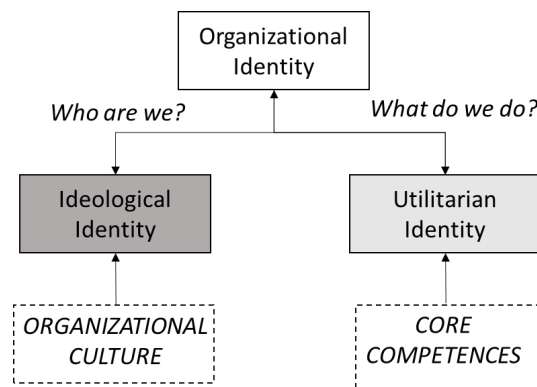 Organizational
Identity
Who are we?
What do we do?
Ideological
Identity
Utilitarian
Identity
ORGANIZATIONAL
CULTURE
CORE
COMPETENCES